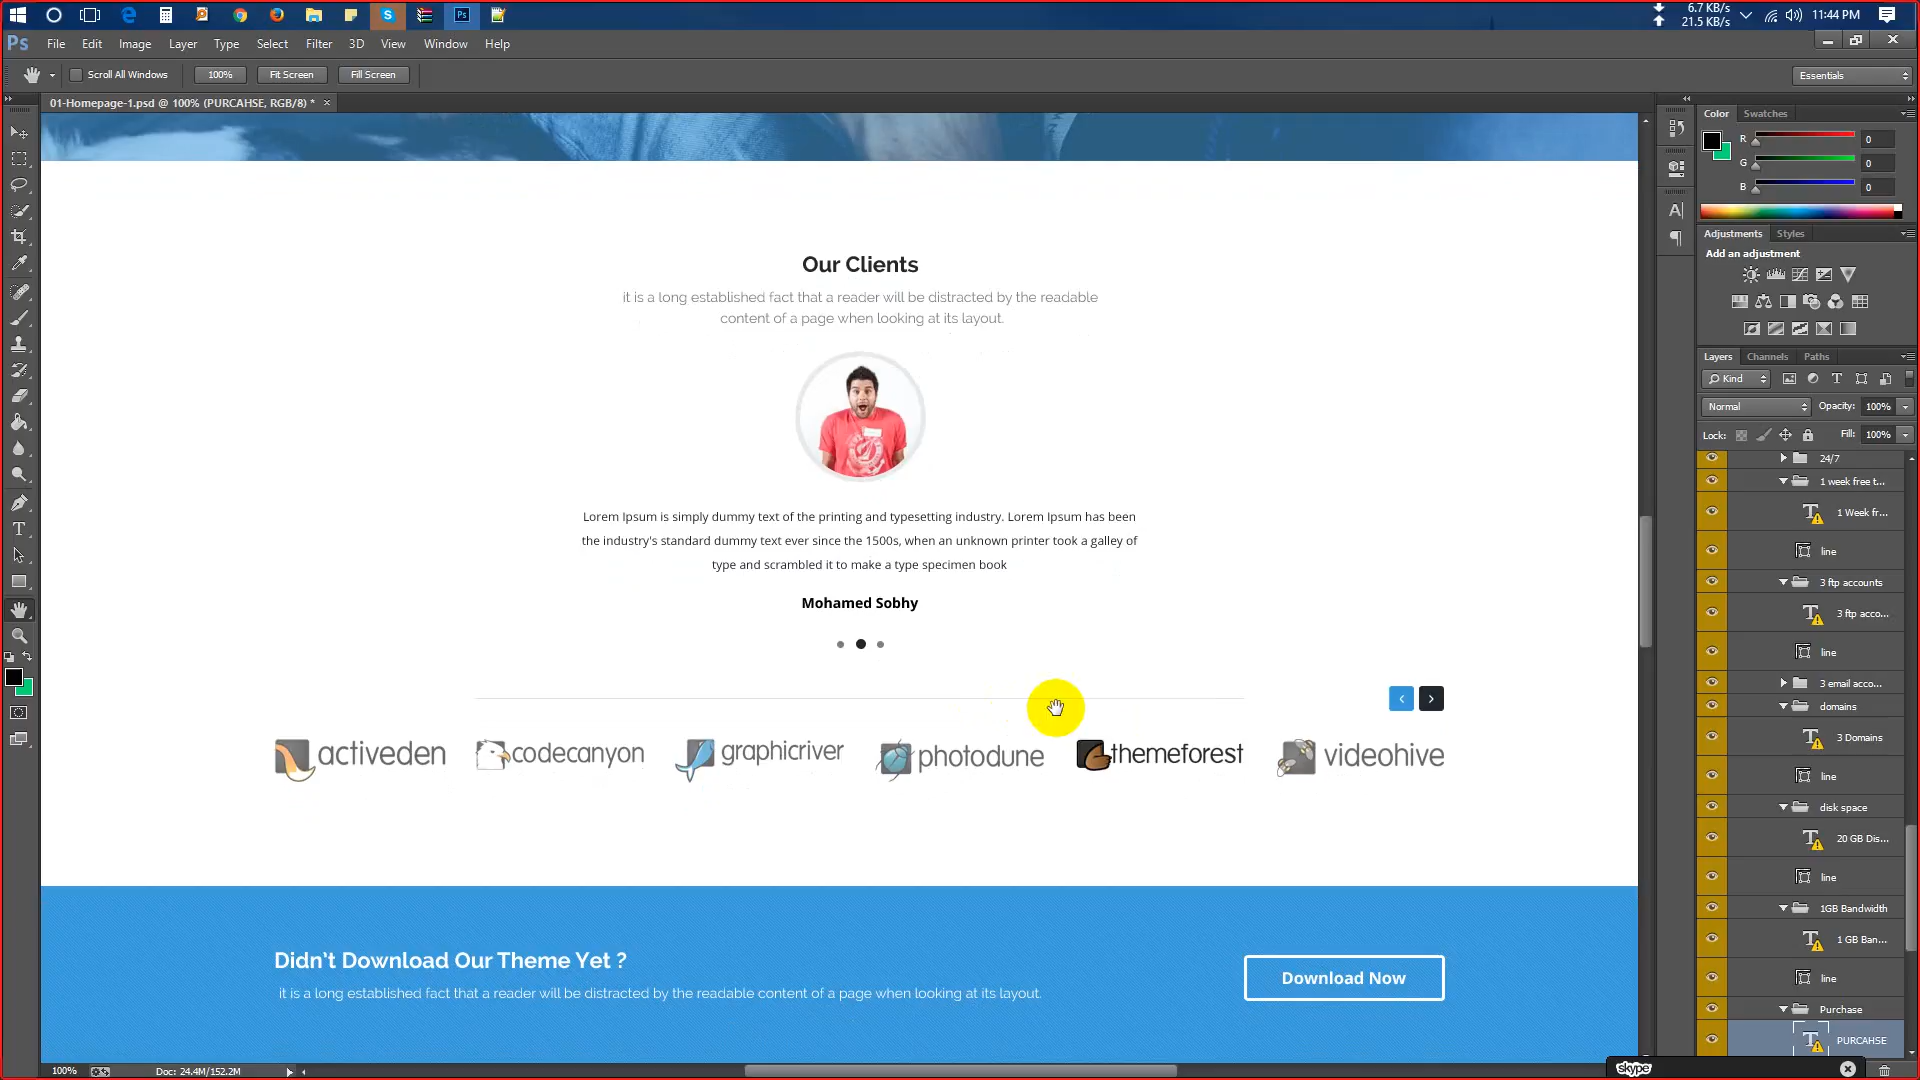 6.7 KB/s
21.5 KB/s
11:44 PM
Ps
File Edit Image Layer Type Select Filter 3D View Window Help
Scroll All Windows 100% Fit Screen Fill Screen Essentials
01-Homepage-1.psd @ 100% (PURCAHSE, RGB/8) * ×
Color Swatches
R 0
G 0
B 0
Adjustments Styles
Add an adjustment
Layers Channels Paths
Kind
Normal Opacity: 100%
Lock: Fill: 100%
24/7
1 week free t...
1 Week fr...
line
3 ftp accounts
3 ftp acco...
line
3 email acco...
domains
3 Domains
line
disk space
20 GB Dis...
line
1GB Bandwidth
1 GB Ban...
line
Purchase
PURCAHSE
Our Clients
it is a long established fact that a reader will be distracted by the readable
content of a page when looking at its layout.
Lorem Ipsum is simply dummy text of the printing and typesetting industry. Lorem Ipsum has been
the industry's standard dummy text ever since the 1500s, when an unknown printer took a galley of
type and scrambled it to make a type specimen book
Mohamed Sobhy
activeden codecanyon graphicriver photodune themeforest videohive
Didn't Download Our Theme Yet ?
it is a long established fact that a reader will be distracted by the readable content of a page when looking at its layout.
Download Now
100% Doc: 24.4M/152.2M
skype